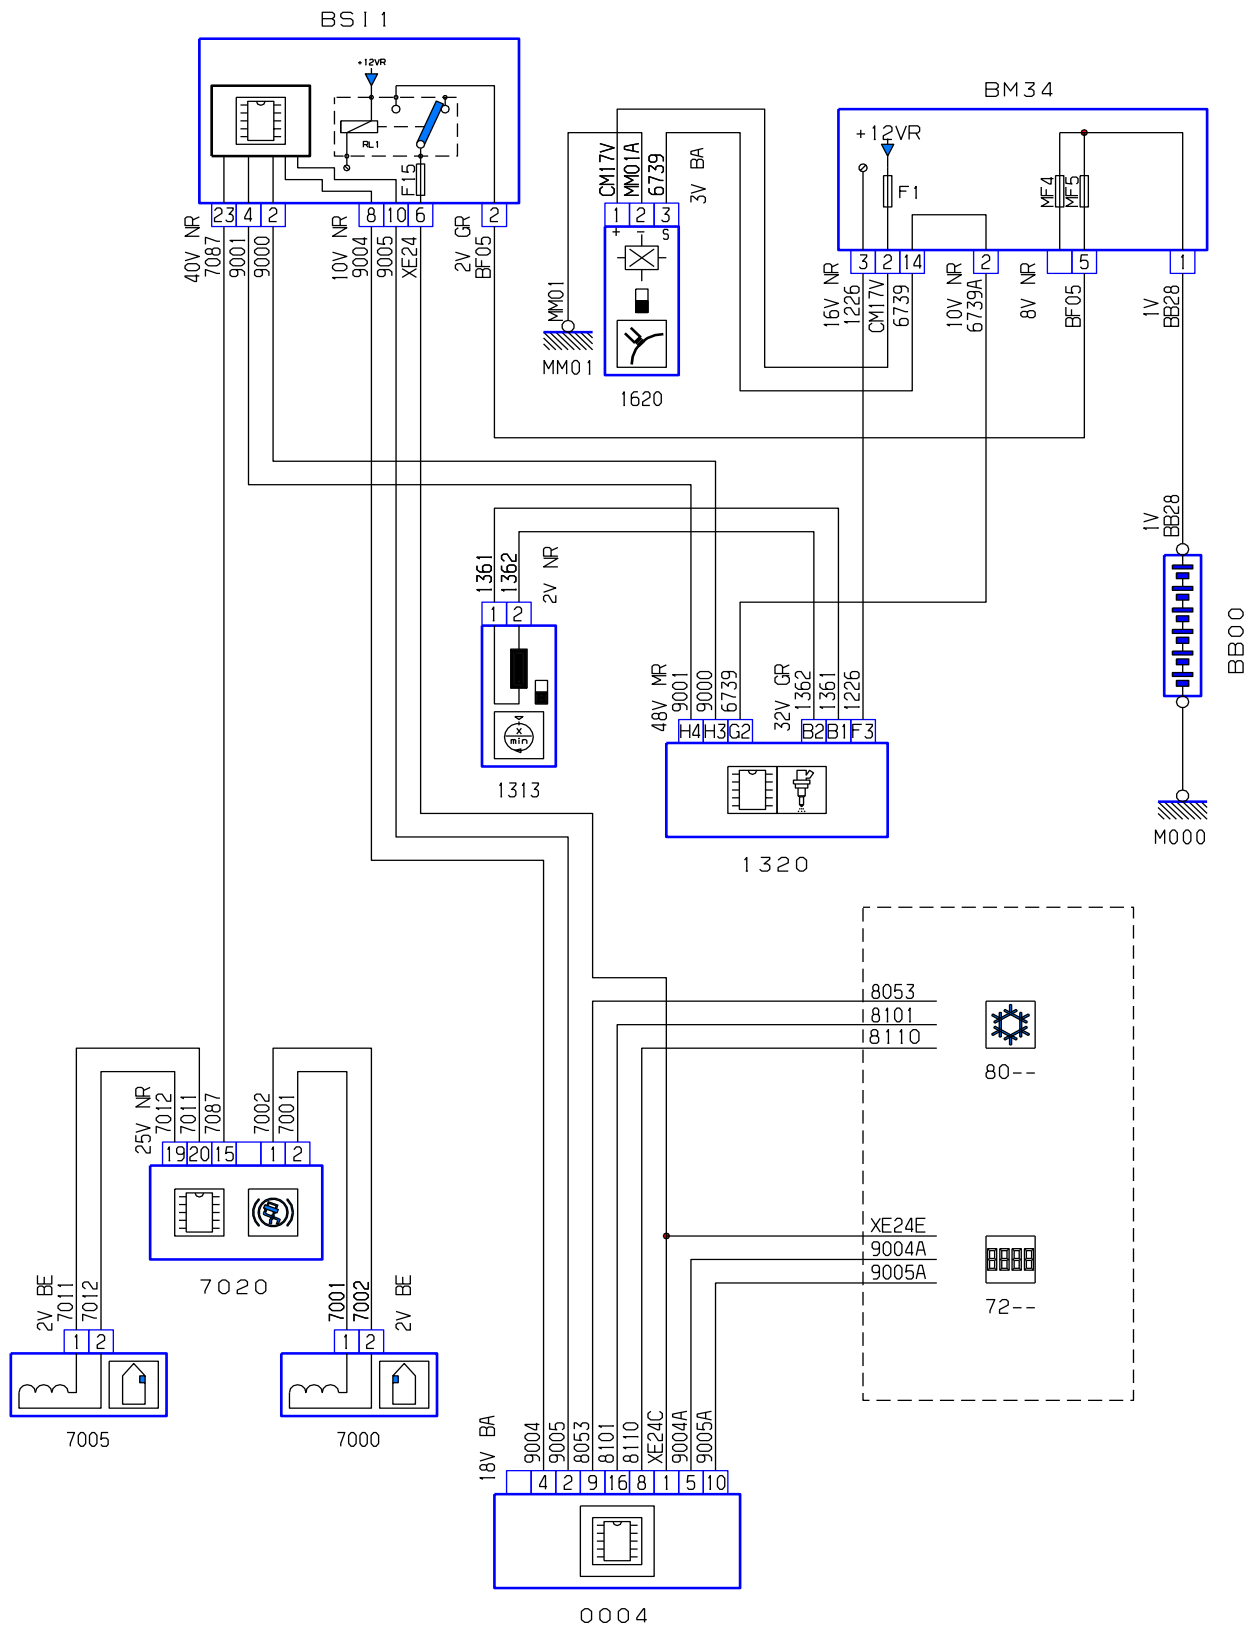 BSI1
+12VR
RL1
F15
23 4 2 8 10 6 2
40V NR
7087
9001
9000
10V NR
9004
9005
XE24
2V GR
BF05
CM17V
MM01A
6739
3V BA
1 2 3
+ - S
1620
MM01
MM01
BM34
+12VR
F1
MF4
MF5
3 2 14 2 5 1
16V NR
1226
CM17V
6739
10V NR
6739A
8V NR
BF05
1V
BB28
1V
BB28
BB00
M000
1361
1362
2V NR
1 2
x
min
1313
48V MR
9001
9000
6739
32V GR
1362
1361
1226
H4 H3 G2 B2 B1 F3
1320
8053
8101
8110
80--
XE24E
9004A
9005A
72--
25V NR
7012
7011
7087
7002
7001
19 20 15 1 2
7020
2V BE
7011
7012
1 2
7005
7001
7002
2V BE
1 2
7000
18V BA
9004
9005
8053
8101
8110
XE24C
9004A
9005A
4 2 9 16 8 1 5 10
0004